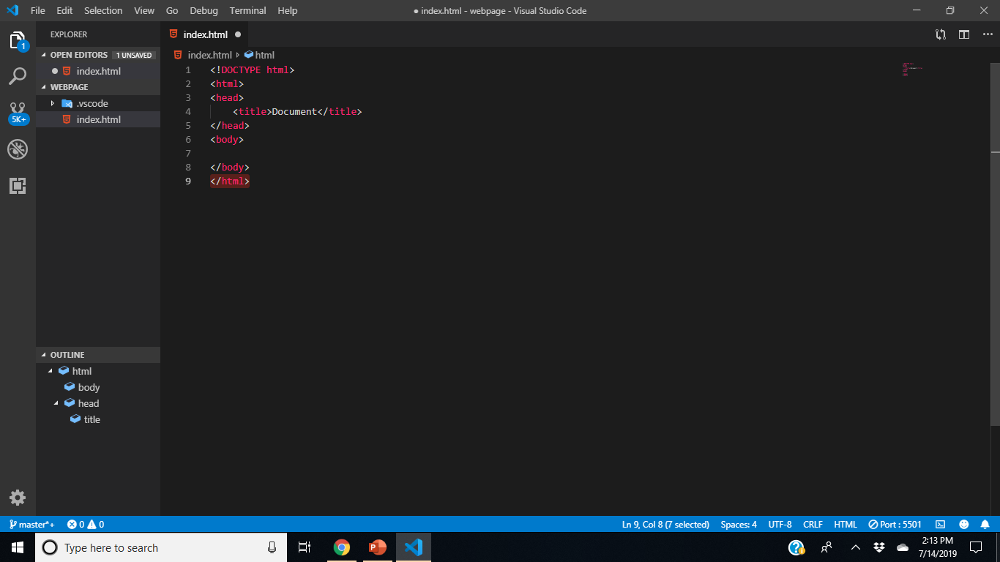 File Edit Selection View Go Debug Terminal Help
● index.html - webpage - Visual Studio Code
EXPLORER
1
OPEN EDITORS 1 UNSAVED
index.html
WEBPAGE
.vscode
index.html
5K+
OUTLINE
html
body
head
title
index.html
index.html html
1 <!DOCTYPE html>
2 <html>
3 <head>
4 <title>Document</title>
5 </head>
6 <body>
7
8 </body>
9 </html>
master*+ 0 0 Ln 9, Col 8 (7 selected) Spaces: 4 UTF-8 CRLF HTML Port : 5501
Type here to search
P
2:13 PM
7/14/2019